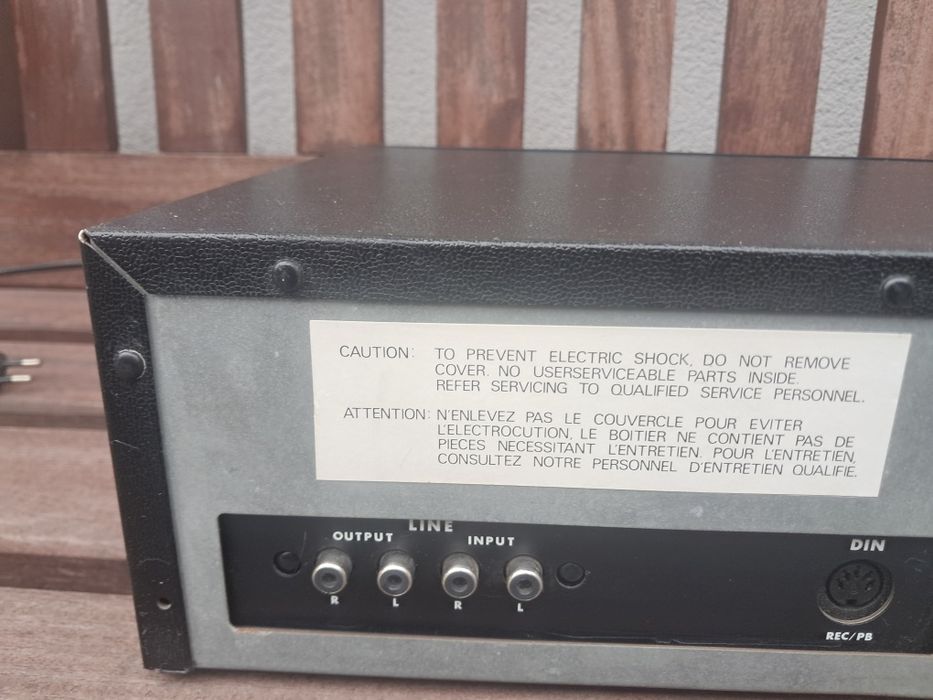 CAUTION: TO PREVENT ELECTRIC SHOCK, DO NOT REMOVE
COVER. NO USERSERVICEABLE PARTS INSIDE.
REFER SERVICING TO QUALIFIED SERVICE PERSONNEL.
ATTENTION: N'ENLEVEZ PAS LE COUVERCLE POUR EVITER
L'ELECTROCUTION, LE BOITIER NE CONTIENT PAS DE
PIECES NECESSITANT L'ENTRETIEN. POUR L'ENTRETIEN,
CONSULTEZ NOTRE PERSONNEL D'ENTRETIEN QUALIFIE.
LINE
OUTPUT INPUT
R L R L
DIN
REC/PB